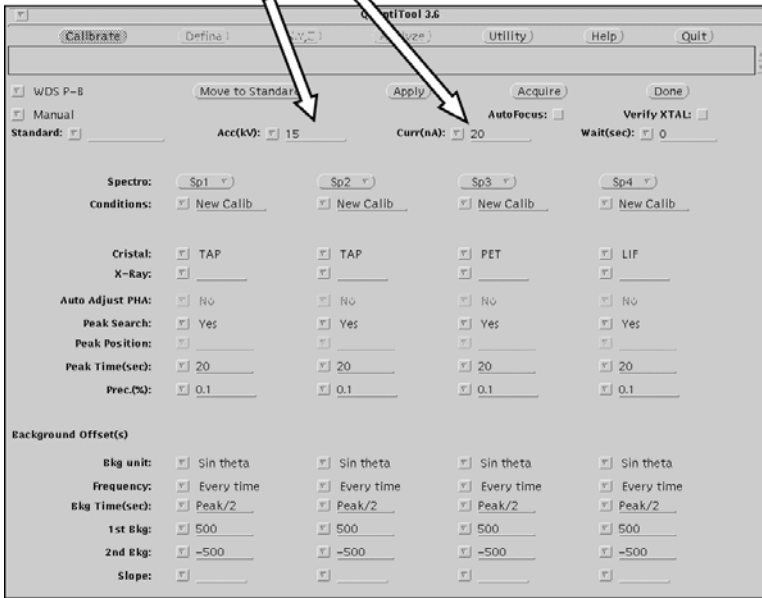 QuantiTool 3.6
Calibrate Define Analyze Utility Help Quit
WDS P-B Move to Standard Apply Acquire Done
Manual AutoFocus: Verify XTAL:
Standard: Acc(kV): 15 Curr(nA): 20 Wait(sec): 0
Spectro: Sp1 Sp2 Sp3 Sp4
Conditions: New Calib New Calib New Calib New Calib
Cristal: TAP TAP PET LIF
X-Ray:
Auto Adjust PHA: No No No No
Peak Search: Yes Yes Yes Yes
Peak Position:
Peak Time(sec): 20 20 20 20
Prec.(%): 0.1 0.1 0.1 0.1
Background Offset(s)
Bkg unit: Sin theta Sin theta Sin theta Sin theta
Frequency: Every time Every time Every time Every time
Bkg Time(sec): Peak/2 Peak/2 Peak/2 Peak/2
1st Bkg: 500 500 500 500
2nd Bkg: -500 -500 -500 -500
Slope: